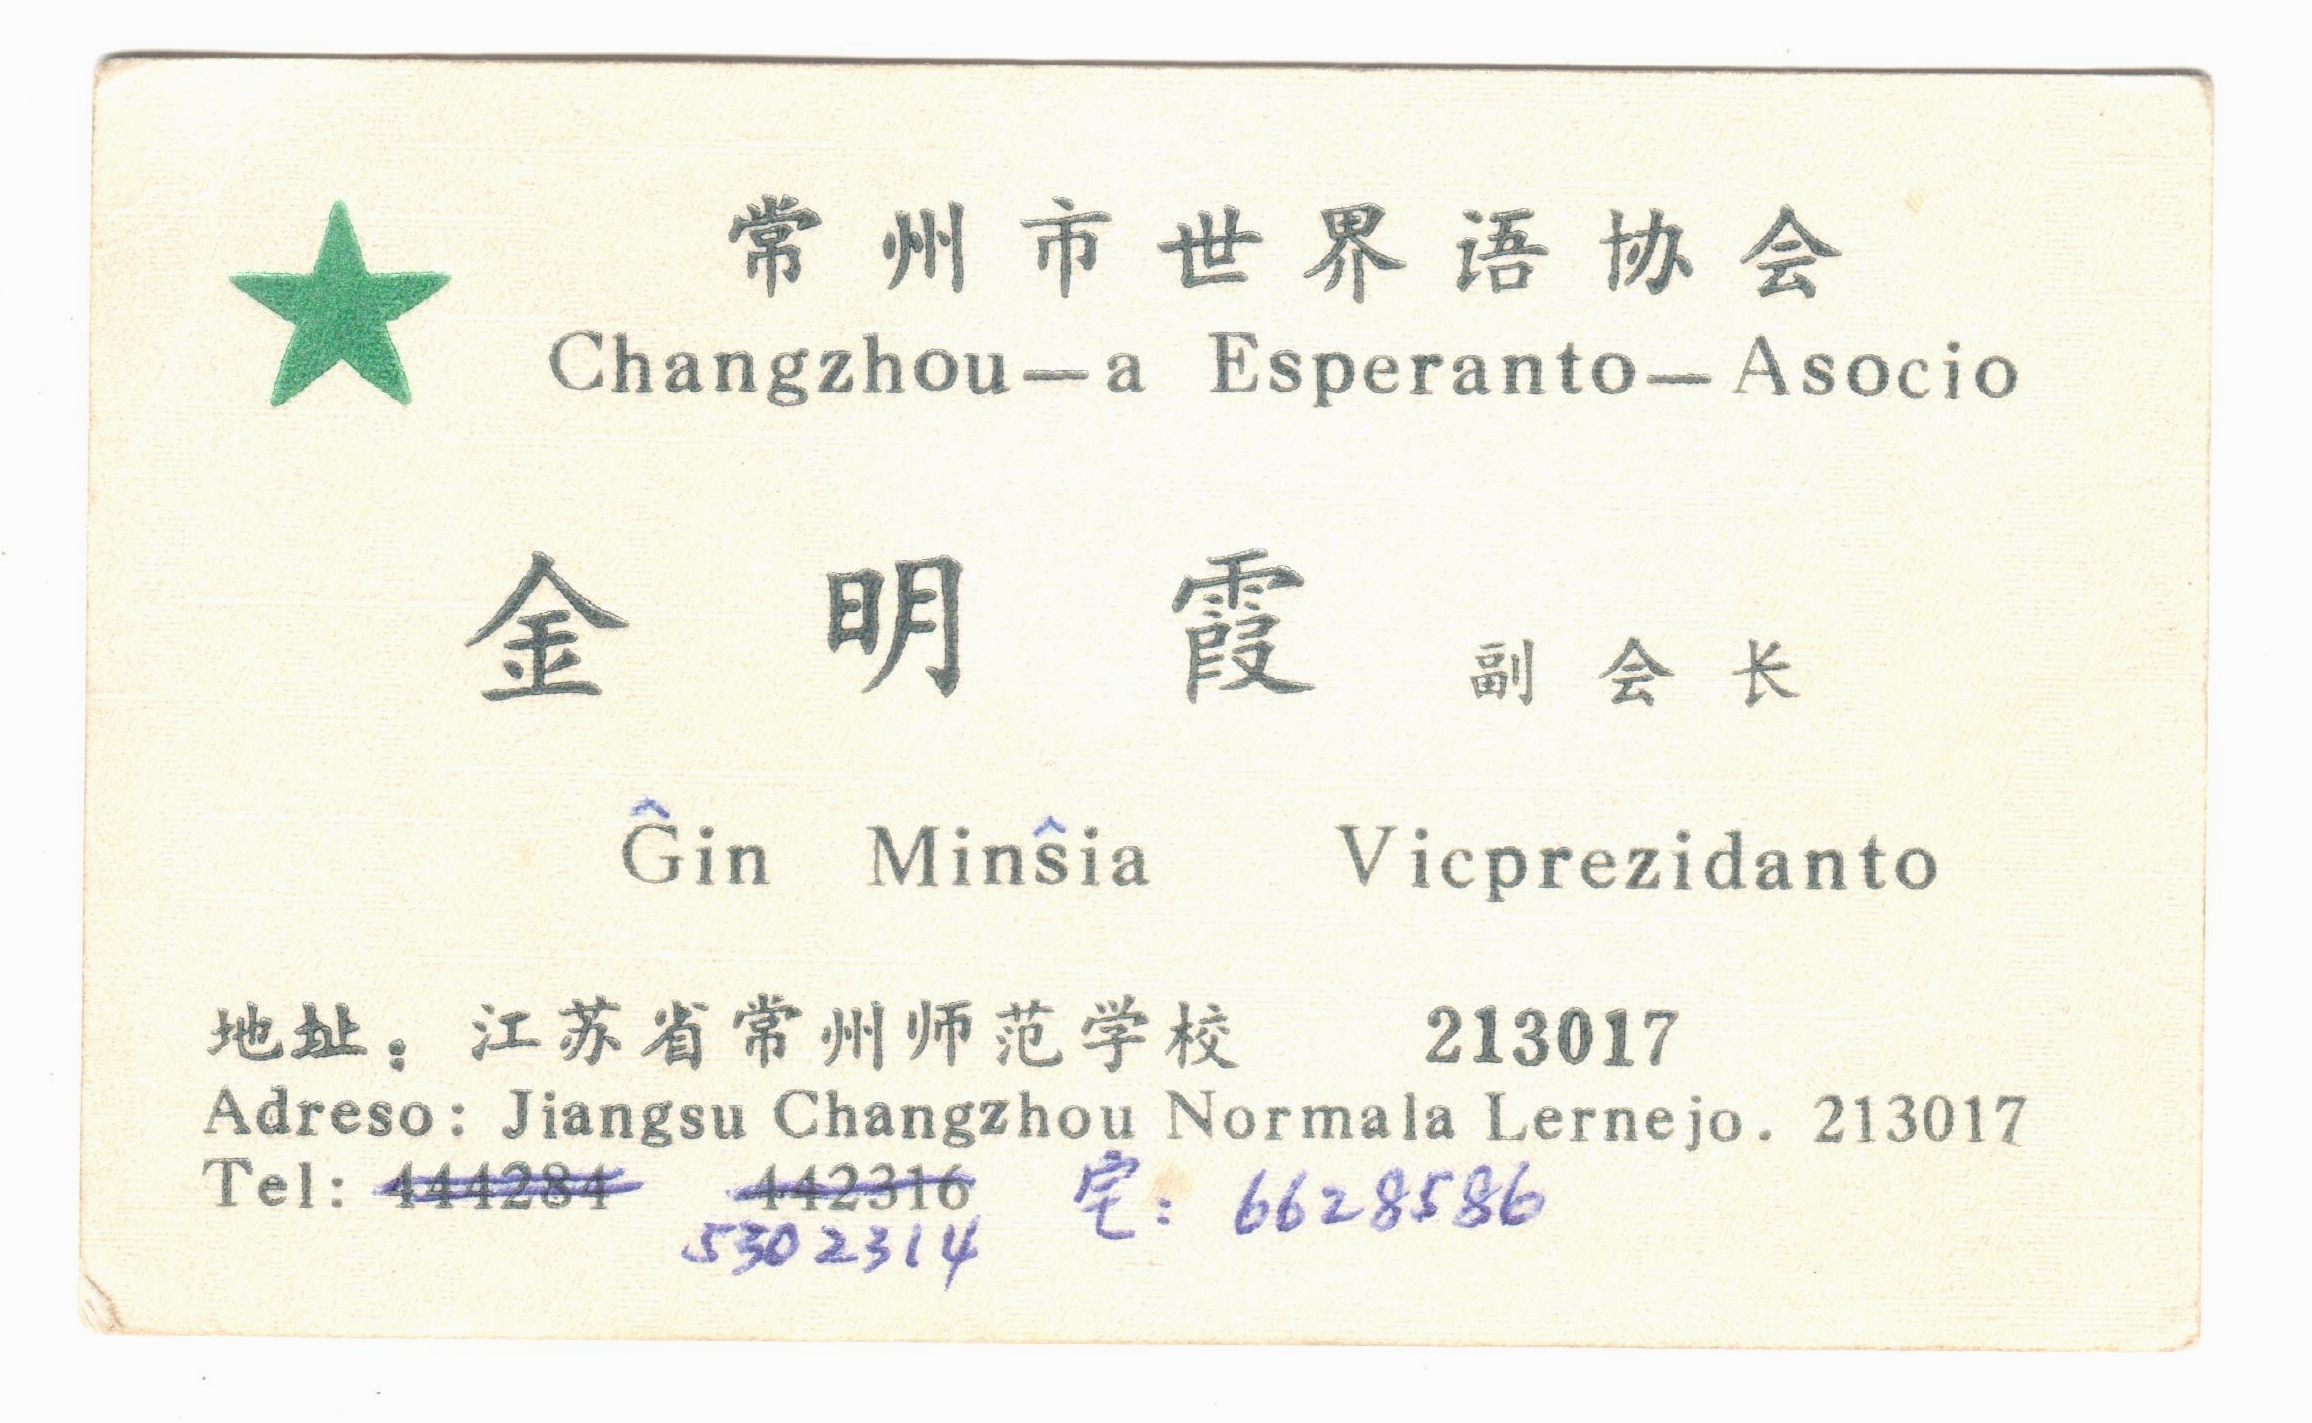 常州市世界语协会
Changzhou-a Esperanto-Asocio
金明霞 副会长
Ĝin Minŝia Vicprezidanto
地址：江苏省常州师范学校 213017
Adreso: Jiangsu Changzhou Normala Lernejo. 213017
Tel: 444284 442316 宅: 6628586
5302314